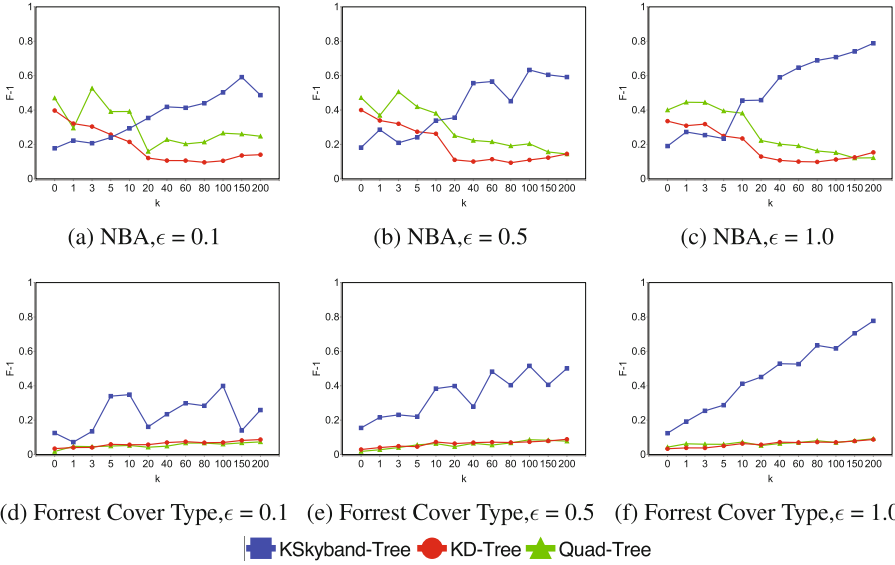 1
0.8
0.6
0.4
0.2
0
F-1
0 1 3 5 10 20 40 60 80 100 150 200
k
(a) NBA,ϵ = 0.1
1
0.8
0.6
0.4
0.2
0
F-1
0 1 3 5 10 20 40 60 80 100 150 200
k
(b) NBA,ϵ = 0.5
1
0.8
0.6
0.4
0.2
0
F-1
0 1 3 5 10 20 40 60 80 100 150 200
k
(c) NBA,ϵ = 1.0
1
0.8
0.6
0.4
0.2
0
F-1
0 1 3 5 10 20 40 60 80 100 150 200
k
(d) Forrest Cover Type,ϵ = 0.1
1
0.8
0.6
0.4
0.2
0
F-1
0 1 3 5 10 20 40 60 80 100 150 200
k
(e) Forrest Cover Type,ϵ = 0.5
1
0.8
0.6
0.4
0.2
0
F-1
0 1 3 5 10 20 40 60 80 100 150 200
k
(f) Forrest Cover Type,ϵ = 1.0
KSkyband-Tree KD-Tree Quad-Tree